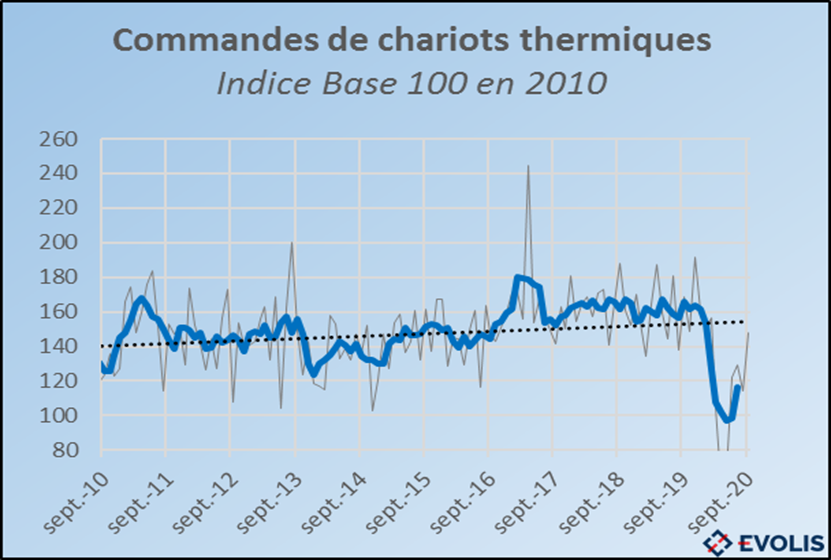 Commandes de chariots thermiques
Indice Base 100 en 2010
260
240
220
200
180
160
140
120
100
80
sept.-10
sept.-11
sept.-12
sept.-13
sept.-14
sept.-15
sept.-16
sept.-17
sept.-18
sept.-19
sept.-20
EVOLIS